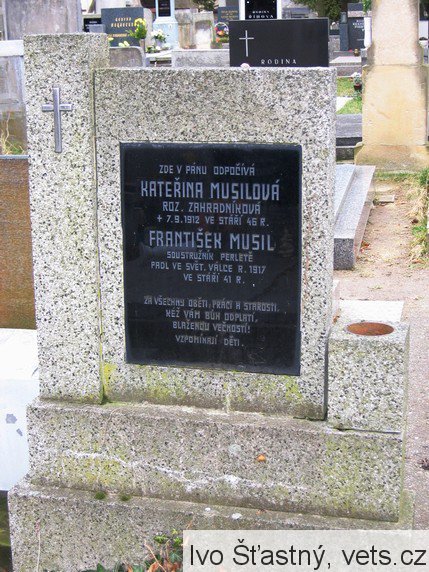 RODINA
ZDE V PÁNU ODPOČÍVÁ
KATEŘINA MUSILOVÁ
ROZ. ZAHRADNÍKOVÁ
+ 7.9.1912 VE STÁŘÍ 46 R.
FRANTIŠEK MUSIL
SOUSTRUŽNÍK PERLETĚ
PADL VE SVĚT. VÁLCE R. 1917
VE STÁŘÍ 41 R.
ZA VŠECHNY OBĚTI, PRÁCI A STAROSTI,
KÉŽ VÁM BŮH ODPLATÍ,
BLAŽENOU VĚČNOSTÍ!
VZPOMÍNAJÍ DĚTI.
Ivo Šťastný, vets.cz